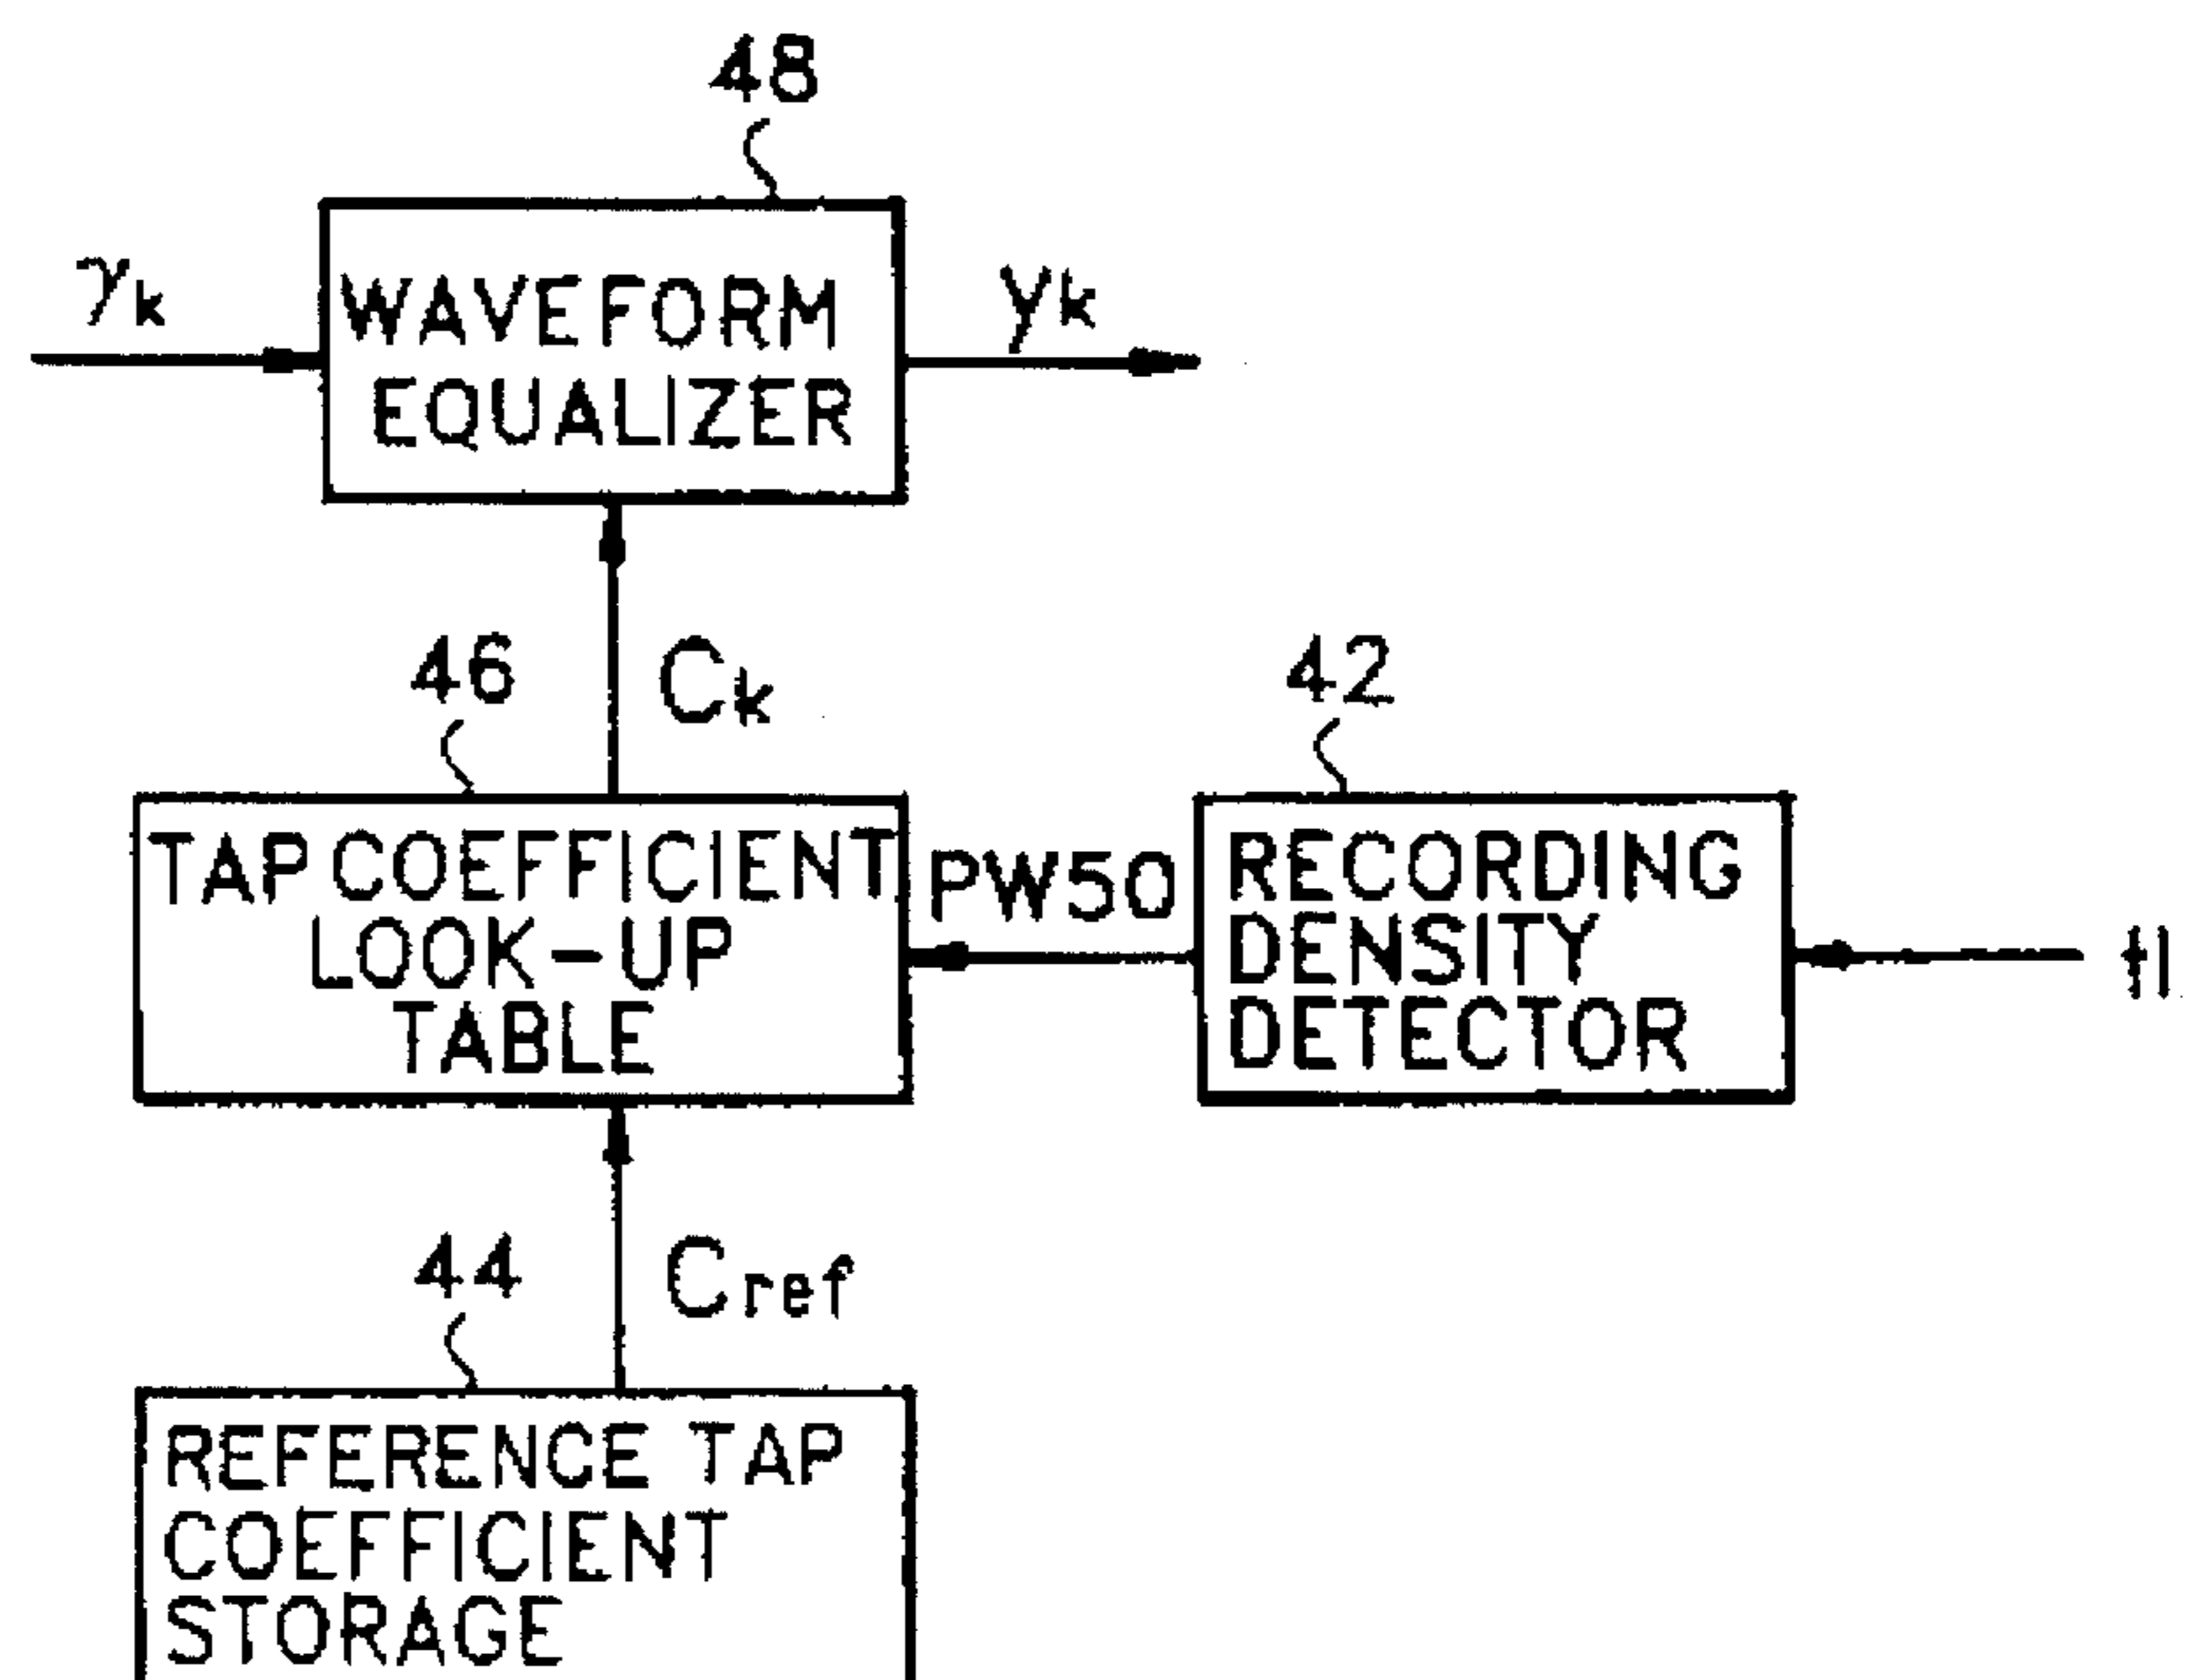 48
γk
WAVEFORM
EQUALIZER
yk
46
Ck
42
TAP COEFFICIENT
LOOK-UP
TABLE
PW50
RECORDING
DENSITY
DETECTOR
44
Cref
REFERENCE TAP
COEFFICIENT
STORAGE